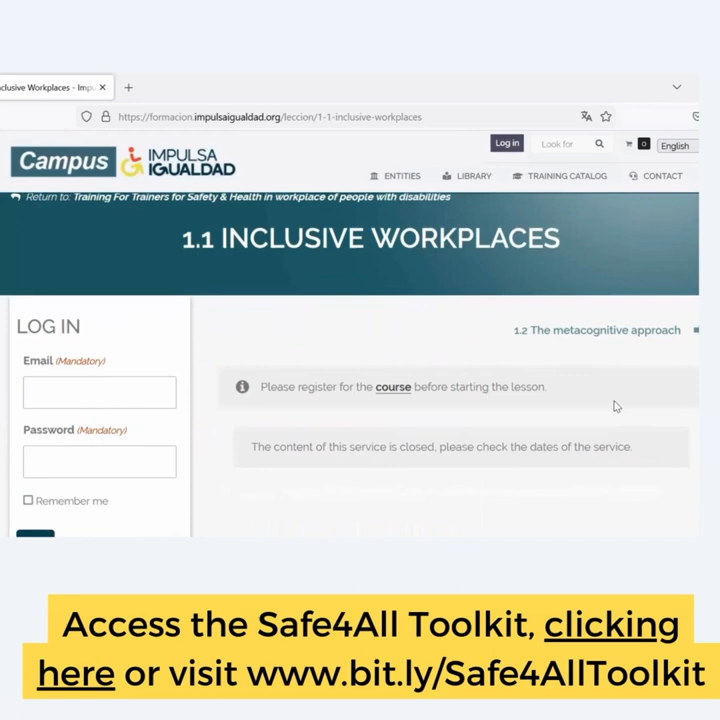 nclusive Workplaces - Impu
https://formacion.impulsaigualdad.org/leccion/1-1-inclusive-workplaces
Campus
IMPULSA
IGUALDAD
Log in
Look for
0
English
ENTITIES
LIBRARY
TRAINING CATALOG
CONTACT
Return to: Training For Trainers for Safety & Health in workplace of people with disabilities
1.1 INCLUSIVE WORKPLACES
LOG IN
Email (Mandatory)
Password (Mandatory)
Remember me
1.2 The metacognitive approach
Please register for the course before starting the lesson.
The content of this service is closed, please check the dates of the service.
Access the Safe4All Toolkit, clicking
here or visit www.bit.ly/Safe4AllToolkit